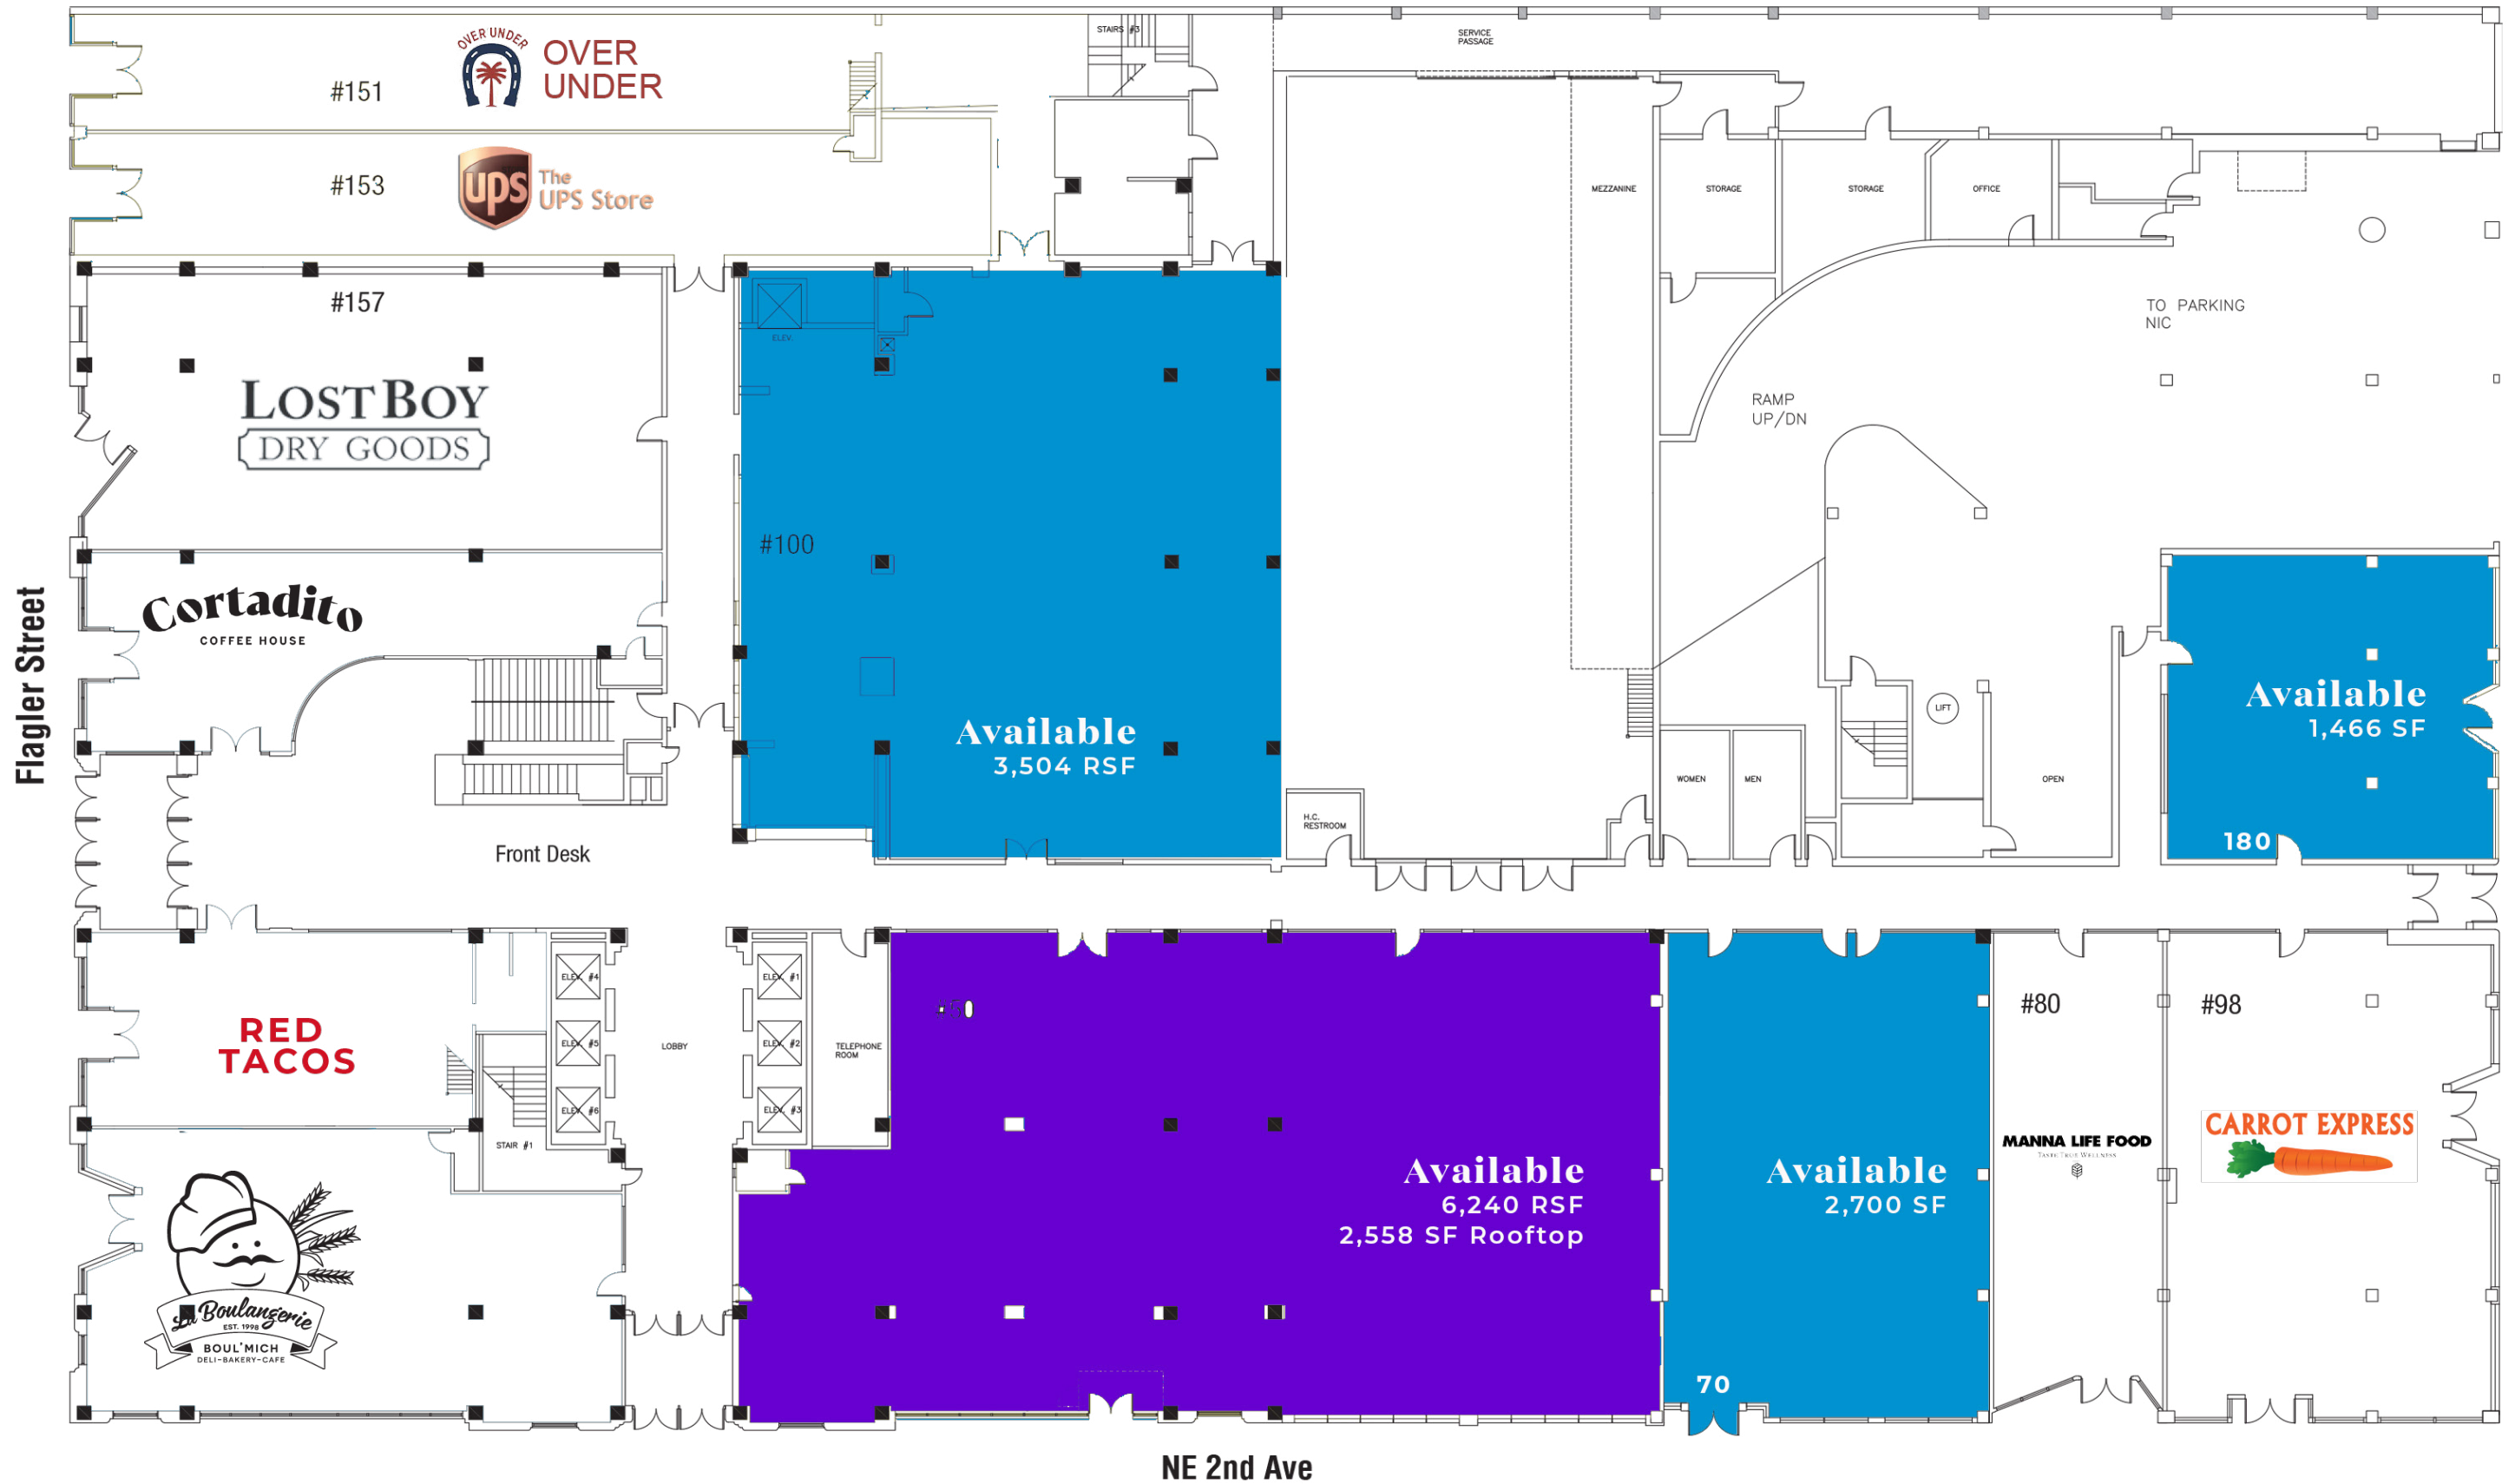 STAIRS #3
SERVICE
PASSAGE
OVER UNDER
OVER
UNDER
#151
#153
ups
The
UPS Store
MEZZANINE
STORAGE
STORAGE
OFFICE
#157
TO PARKING
NIC
ELEV.
LOST BOY
DRY GOODS
RAMP
UP/DN
#100
Cortadito
COFFEE HOUSE
Available
3,504 RSF
Available
1,466 SF
LIFT
WOMEN
MEN
OPEN
H.C.
RESTROOM
180
Flagler Street
Front Desk
ELEV. #4
ELEV. #1
#50
#80
#98
RED
TACOS
ELEV. #5
LOBBY
ELEV. #2
TELEPHONE
ROOM
ELEV. #6
ELEV. #3
STAIR #1
Available
6,240 RSF
2,558 SF Rooftop
Available
2,700 SF
MANNA LIFE FOOD
TASTE TRUE WELLNESS
CARROT EXPRESS
La Boulangerie
EST. 1998
BOUL'MICH
DELI-BAKERY-CAFE
70
NE 2nd Ave